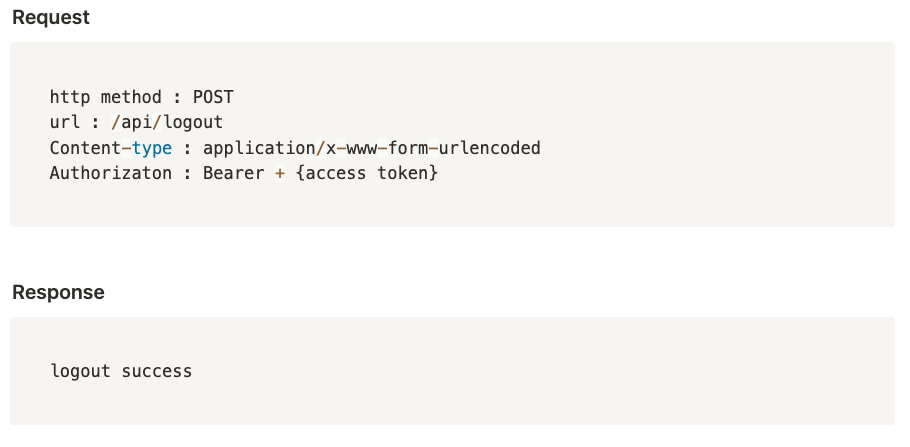 Request
http method : POST
url : /api/logout
Content-type : application/x-www-form-urlencoded
Authorizaton : Bearer + {access token}
Response
logout success